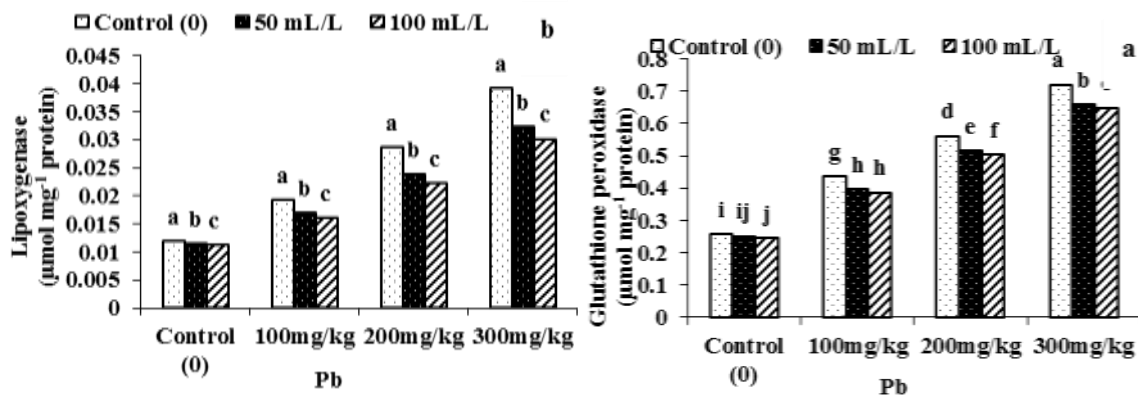 Control (0) 50 mL/L 100 mL/L
b
Lipoxygenase
(µmol mg-1 protein)
0.045
0.04
0.035
0.03
0.025
0.02
0.015
0.01
0.005
0
a b c
a b c
a b c
a b c
Control
(0)
100mg/kg 200mg/kg 300mg/kg
Pb
Control (0) 50 mL/L 100 mL/L
a
Glutathione peroxidase
(µmol mg-1 protein)
0.8
0.7
0.6
0.5
0.4
0.3
0.2
0.1
0
i ij j
g h h
d e f
a b
Control
(0)
100mg/kg 200mg/kg 300mg/kg
Pb